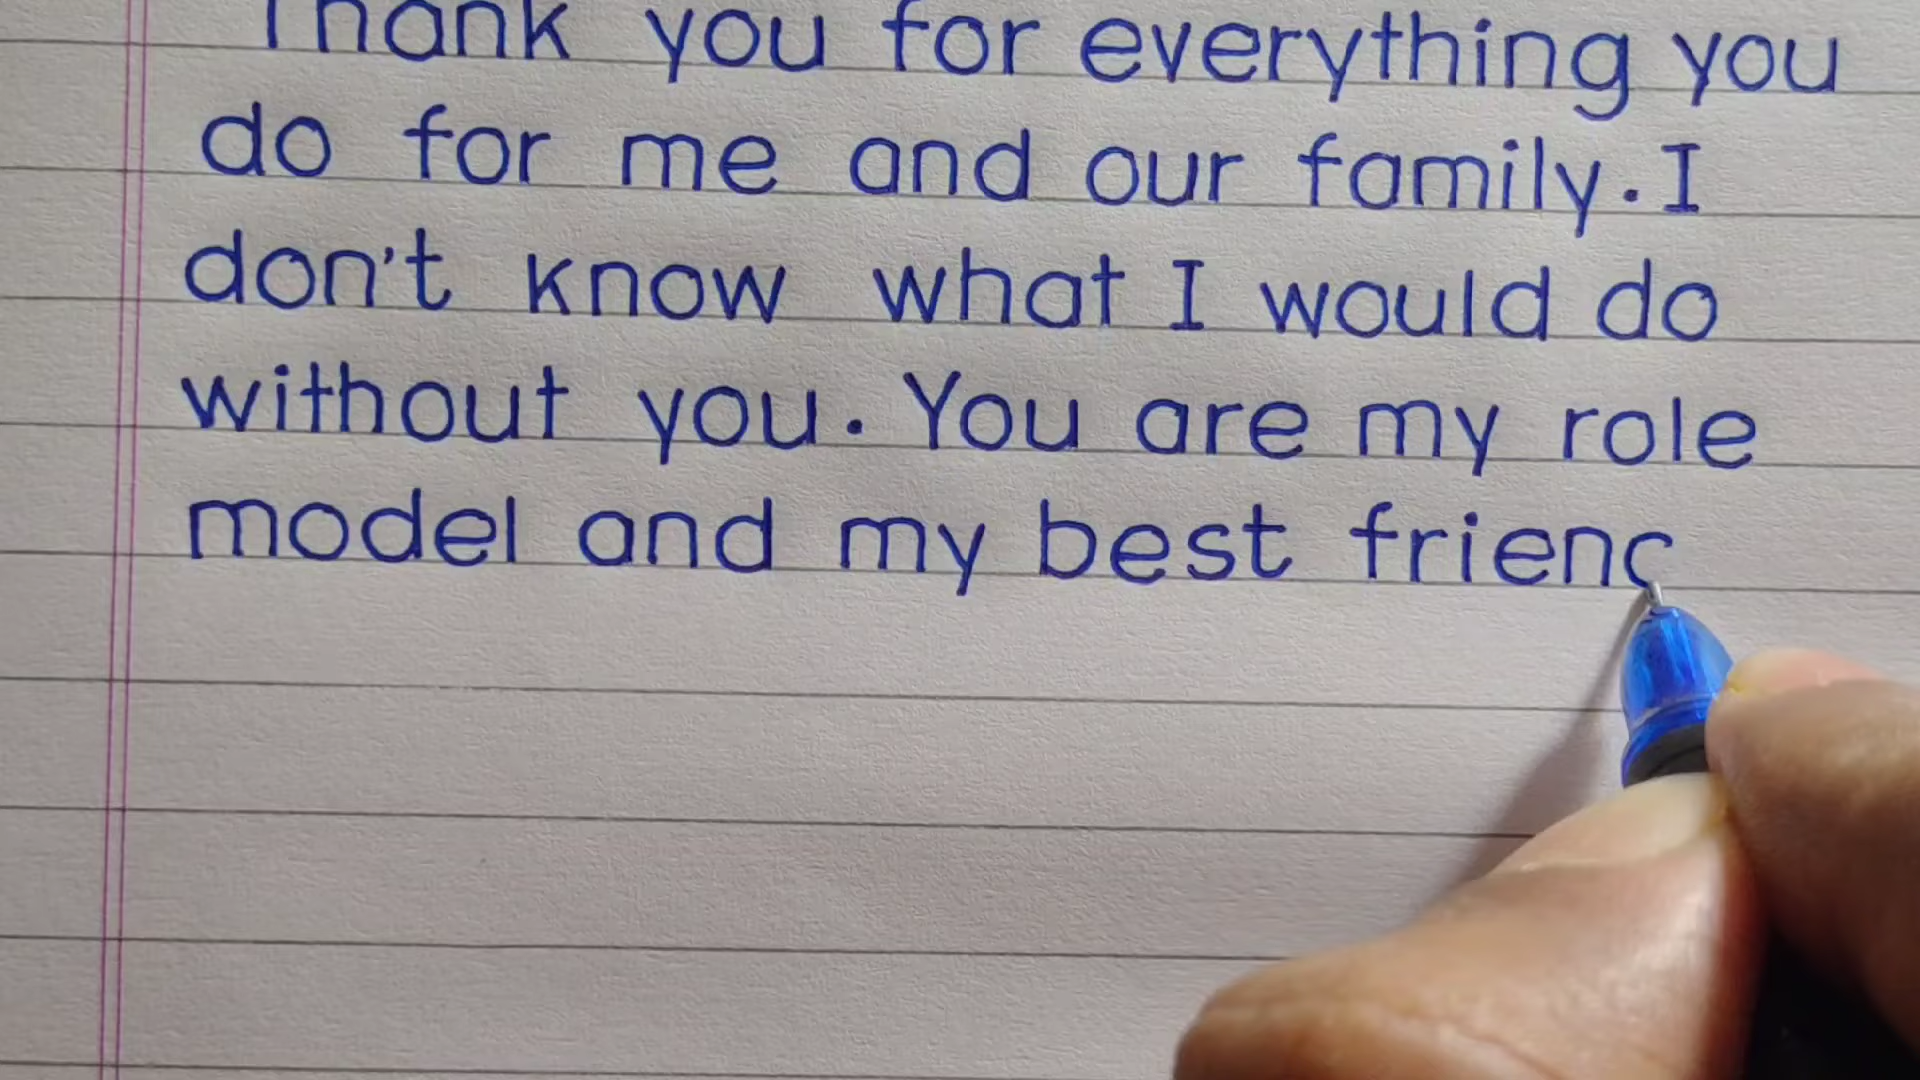 Thank you for everything you
do for me and our family. I
don't know what I would do
without you. You are my role
model and my best frienc